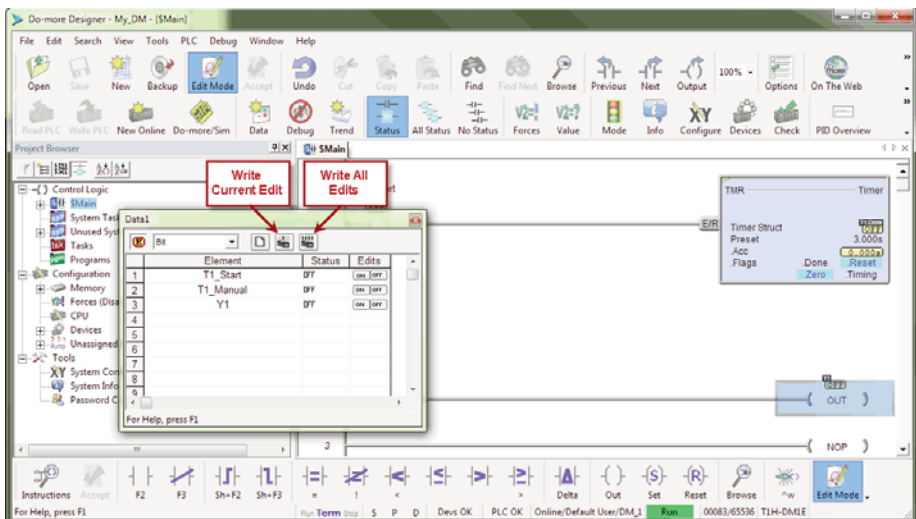 Do-more Designer - My_DM - [$Main]
File Edit Search View Tools PLC Debug Window Help
Open Save New Backup Edit Mode Accept Undo Cut Copy Paste Find Find Next Browse Previous Next Output 100% Options On The Web
Read PLC Write PLC New Online Do-more/Sim Data Debug Trend Status All Status No Status Forces Value Mode Info Configure Devices Check PID Overview
Project Browser
$Main
Write Current Edit
Write All Edits
Control Logic
$Main
System Task
Unused Syst
Tasks
Programs
Configuration
Memory
Forces (Disa
CPU
Devices
Unassigned
Tools
System Con
System Info
Password C
Data1
Bit
Element Status Edits
1 T1_Start OFF ON OFF
2 T1_Manual OFF ON OFF
3 Y1 OFF ON OFF
4
5
6
7
8
9
For Help, press F1
TMR Timer
E/R
Timer Struct OFF
Preset 3.000s
.Acc 0.000s
.Flags .Done .Reset
.Zero .Timing
OFF
OUT
3 NOP
Instructions Accept F2 F3 Sh+F2 Sh+F3 = ! < > Delta Out Set Reset Browse ^w Edit Mode
For Help, press F1
Run Term Stop S P D Devs OK PLC OK Online/Default User/DM_1 Run 00083/65536 T1H-DM1E